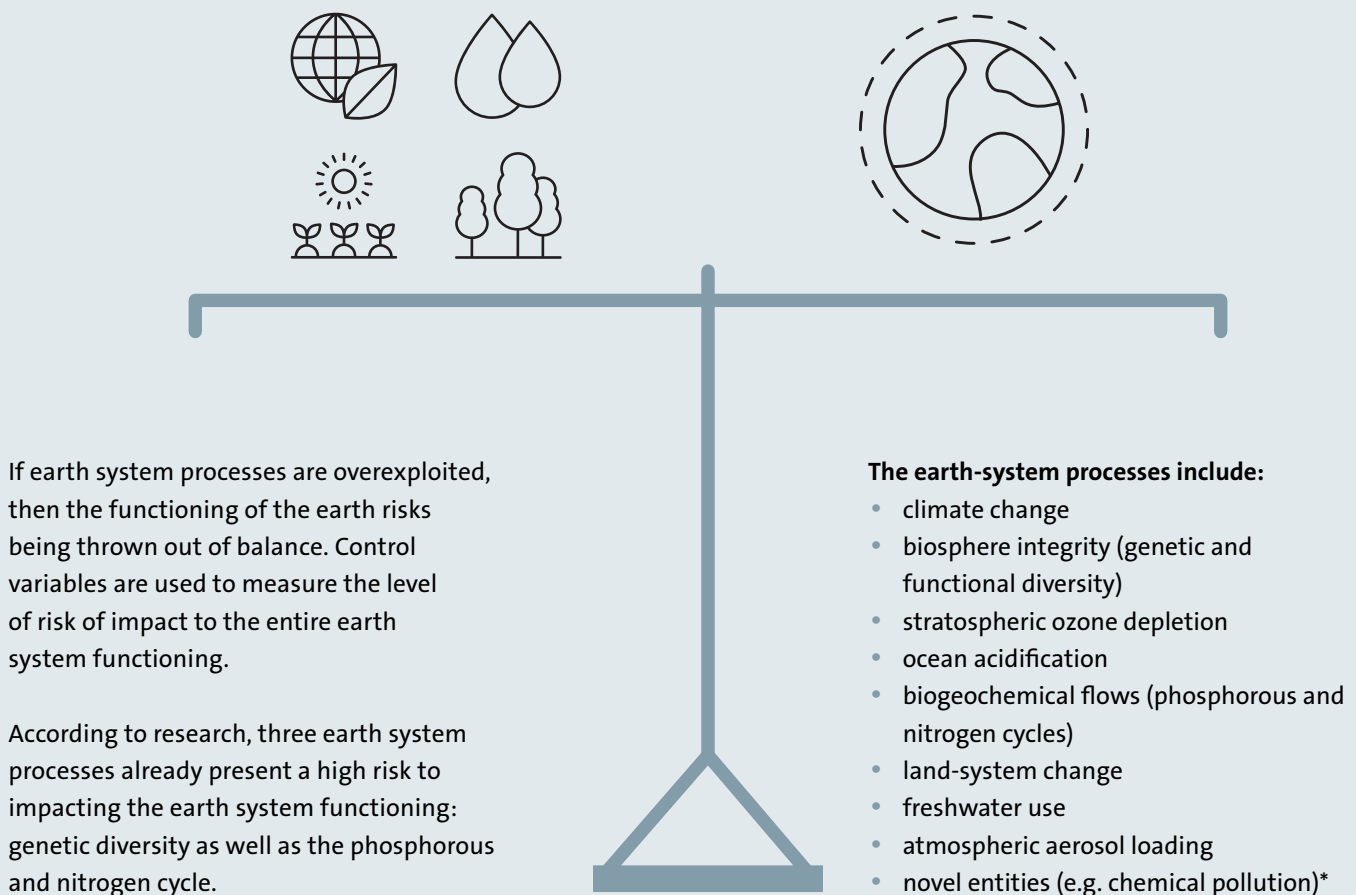 If earth system processes are overexploited,
then the functioning of the earth risks
being thrown out of balance. Control
variables are used to measure the level
of risk of impact to the entire earth
system functioning.
According to research, three earth system
processes already present a high risk to
impacting the earth system functioning:
genetic diversity as well as the phosphorous
and nitrogen cycle.
The earth-system processes include:
• climate change
• biosphere integrity (genetic and
functional diversity)
• stratospheric ozone depletion
• ocean acidification
• biogeochemical flows (phosphorous and
nitrogen cycles)
• land-system change
• freshwater use
• atmospheric aerosol loading
• novel entities (e.g. chemical pollution)*